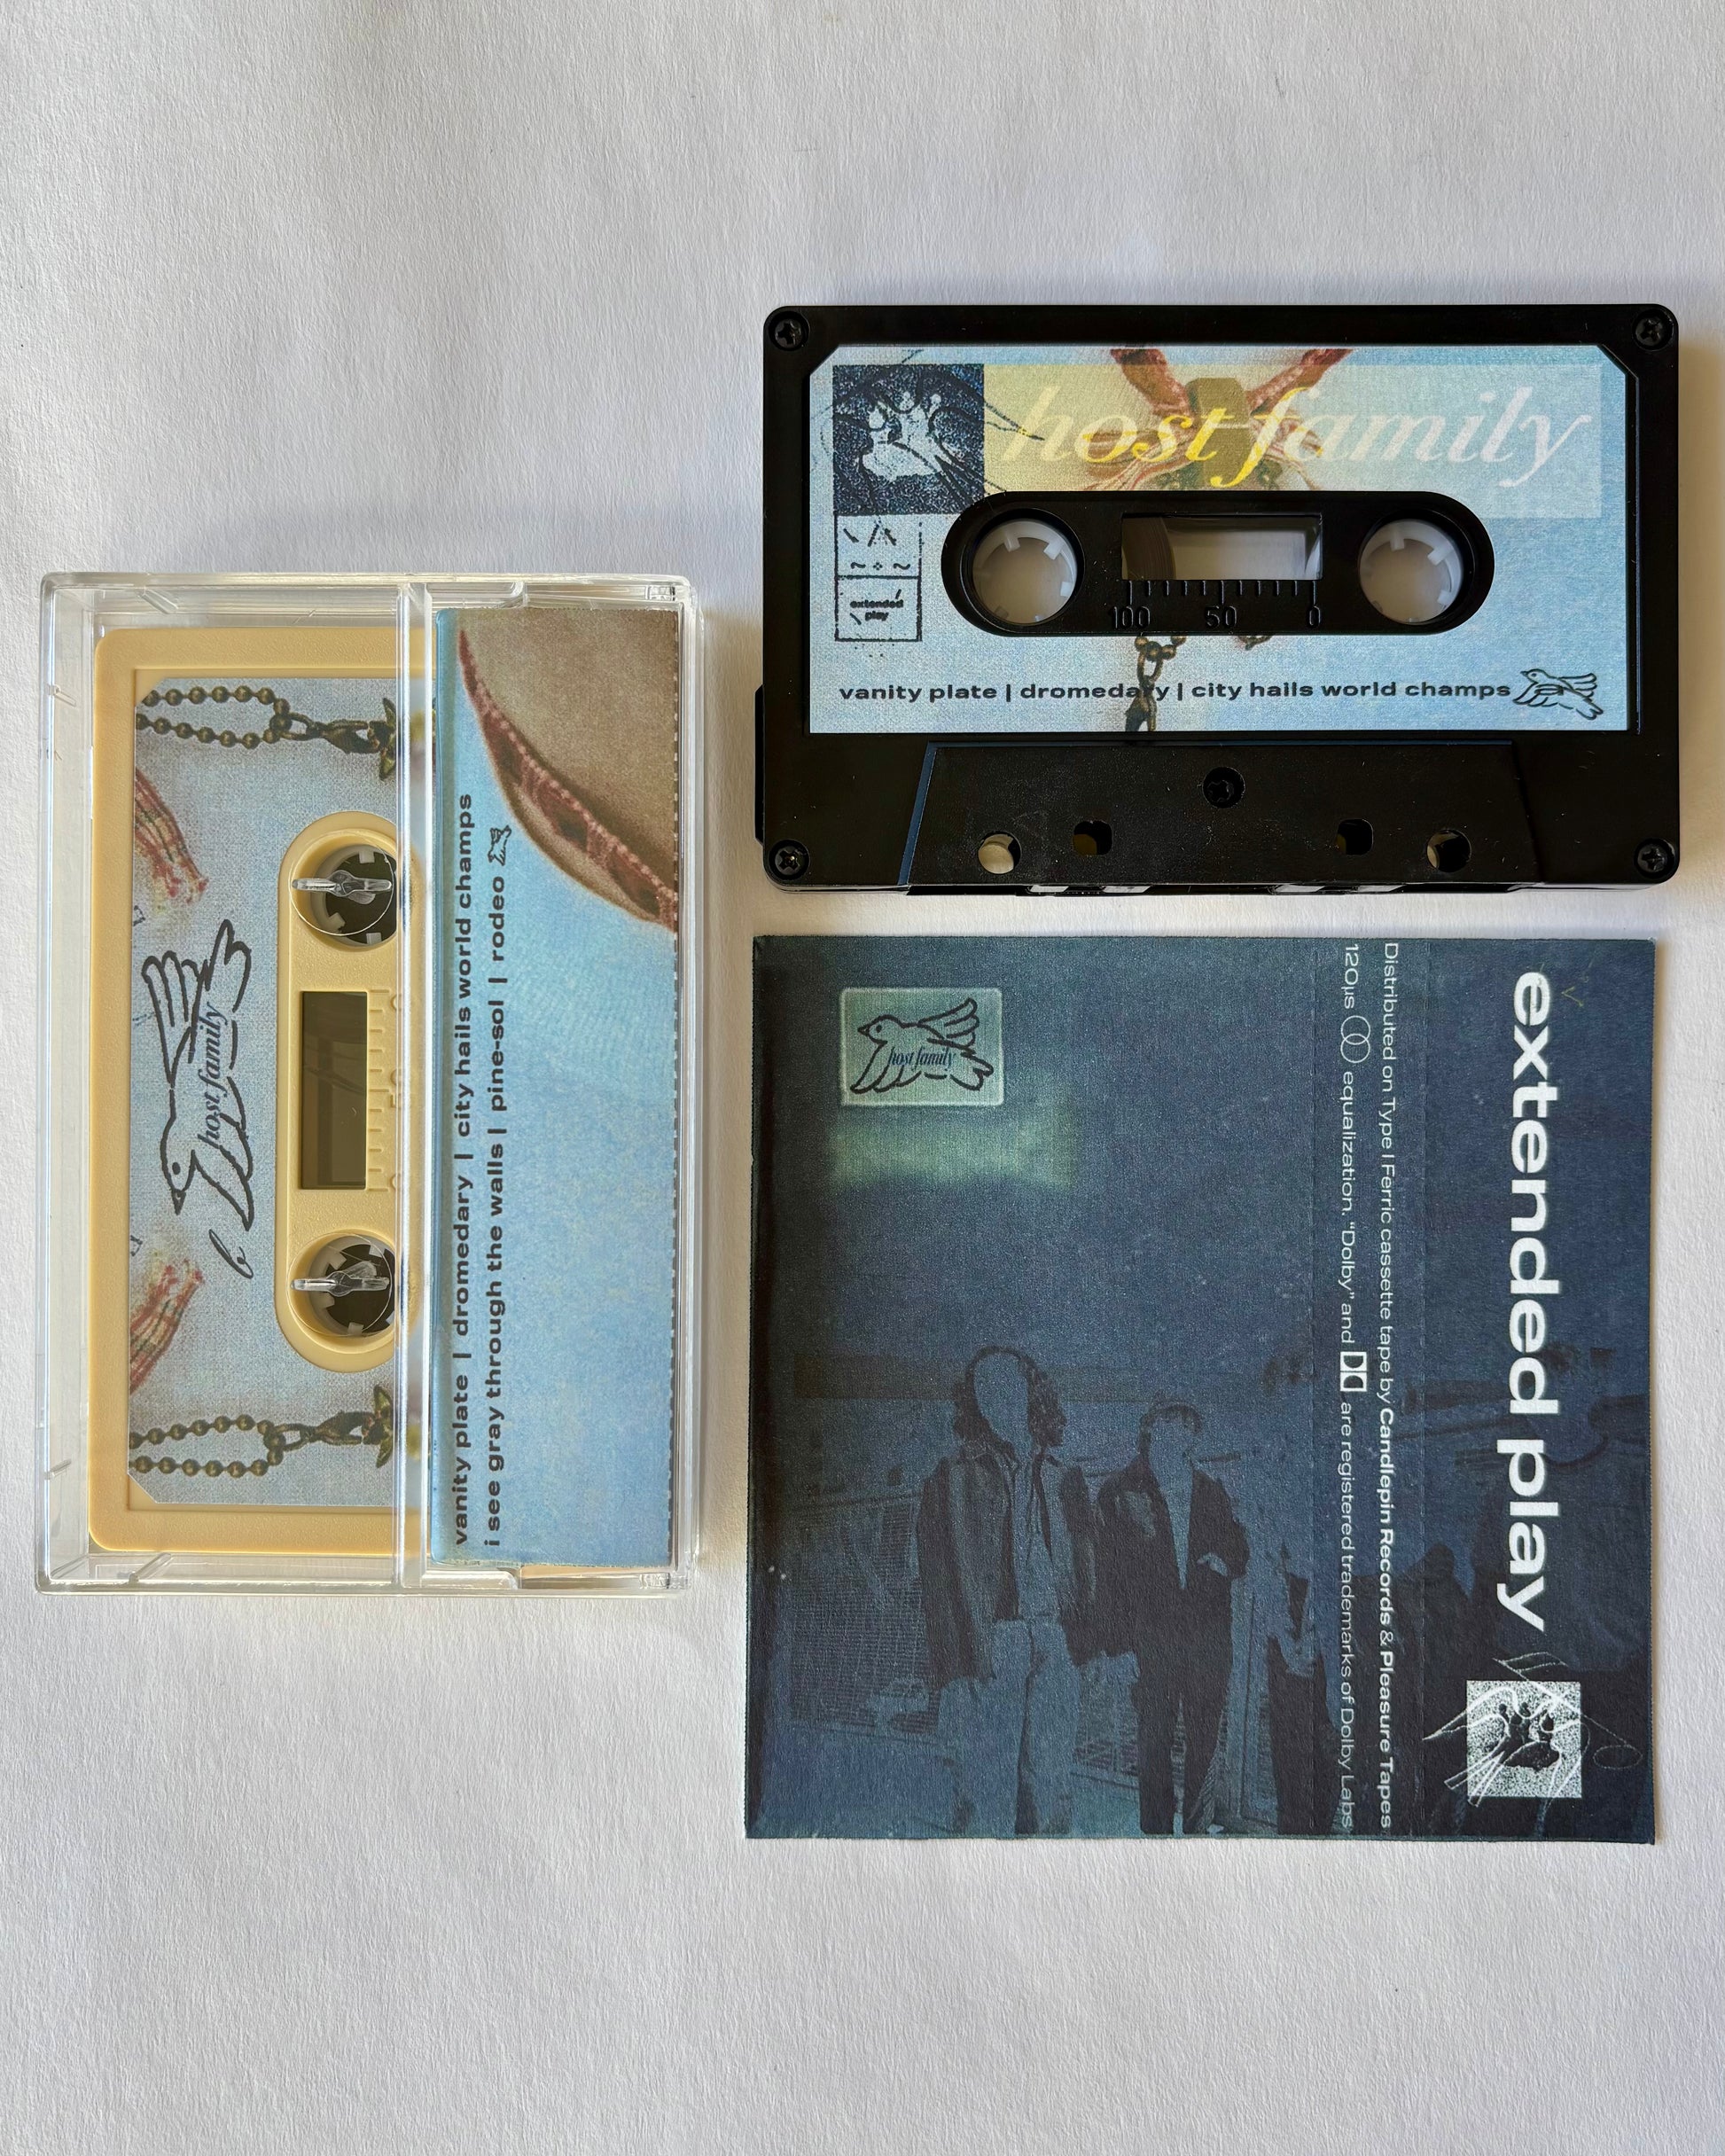 host family
extended
play
100 50 0
vanity plate | dromedary | city hails world champs
host family
b
vanity plate | dromedary | city hails world champs
i see gray through the walls | pine-sol | rodeo
host family
extended play
Distributed on Type I Ferric cassette tape by Candlepin Records & Pleasure Tapes
120µs equalization. "Dolby" and are registered trademarks of Dolby Labs